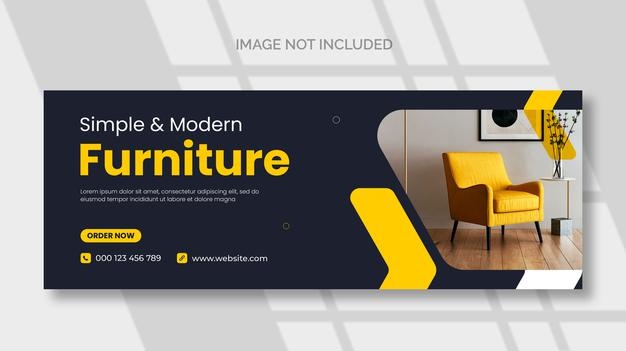 IMAGE NOT INCLUDED
Simple & Modern
Furniture
Lorem ipsum dolor sit amet, consectetur adipiscing elit, sed do
eiusmod tempor incididunt ut labore et dolore magna
ORDER NOW
000 123 456 789 www.website.com